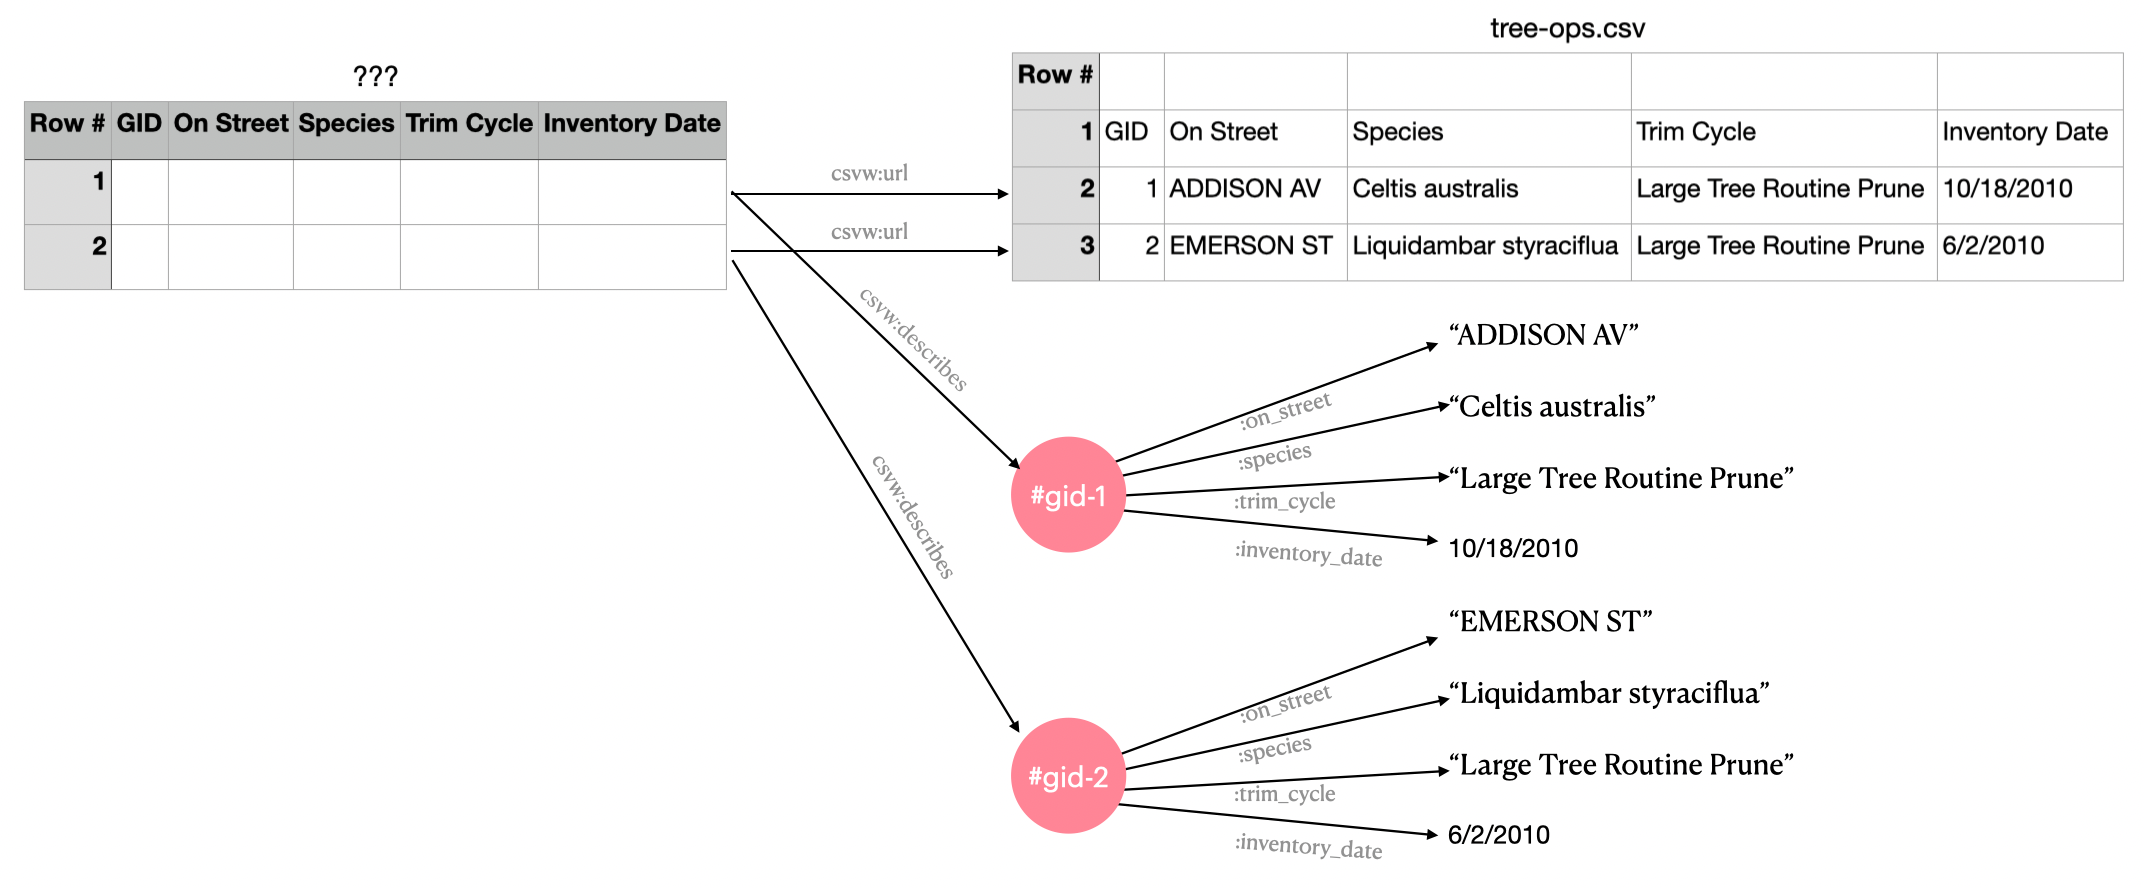 ???
Row # GID On Street Species Trim Cycle Inventory Date
1
2
tree-ops.csv
Row #
1 GID On Street Species Trim Cycle Inventory Date
2 1 ADDISON AV Celtis australis Large Tree Routine Prune 10/18/2010
3 2 EMERSON ST Liquidambar styraciflua Large Tree Routine Prune 6/2/2010
csvw:url
csvw:url
csvw:describes
csvw:describes
#gid-1
:on_street
“ADDISON AV”
:species
“Celtis australis”
:trim_cycle
“Large Tree Routine Prune”
:inventory_date
10/18/2010
#gid-2
:on_street
“EMERSON ST”
:species
“Liquidambar styraciflua”
:trim_cycle
“Large Tree Routine Prune”
:inventory_date
6/2/2010